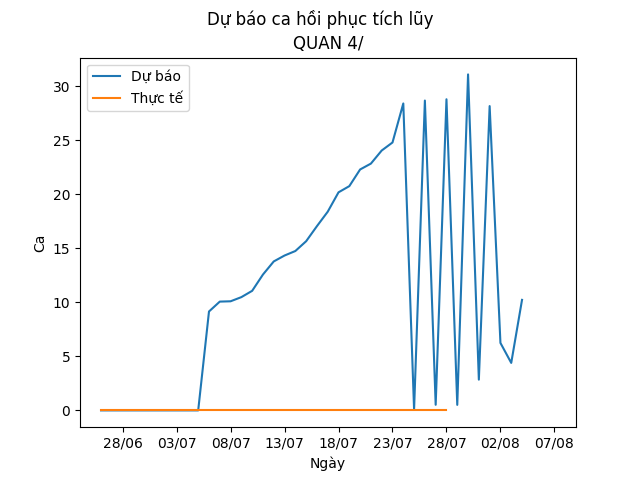 Dự báo ca hồi phục tích lũy
QUAN 4/
Dự báo
Thực tế
Ca
30
25
20
15
10
5
0
28/06 03/07 08/07 13/07 18/07 23/07 28/07 02/08 07/08
Ngày